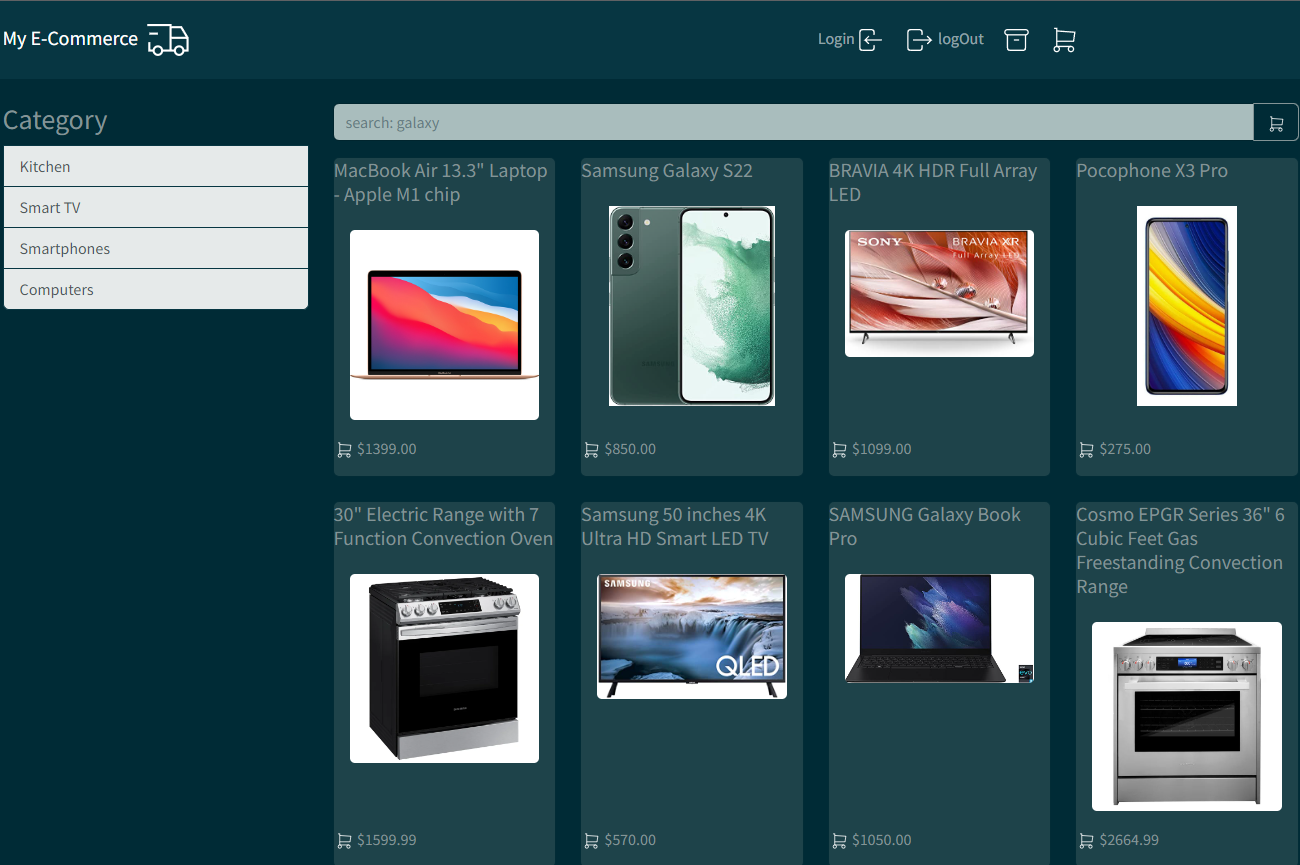 My E-Commerce
Login
logOut
Category
Kitchen
Smart TV
Smartphones
Computers
search: galaxy
MacBook Air 13.3" Laptop
- Apple M1 chip
$1399.00
Samsung Galaxy S22
$850.00
BRAVIA 4K HDR Full Array
LED
SONY
BRAVIA XR
Full Array LED
$1099.00
Pocophone X3 Pro
$275.00
30" Electric Range with 7
Function Convection Oven
$1599.99
Samsung 50 inches 4K
Ultra HD Smart LED TV
SAMSUNG
QLED
$570.00
SAMSUNG Galaxy Book
Pro
$1050.00
Cosmo EPGR Series 36" 6
Cubic Feet Gas
Freestanding Convection
Range
$2664.99